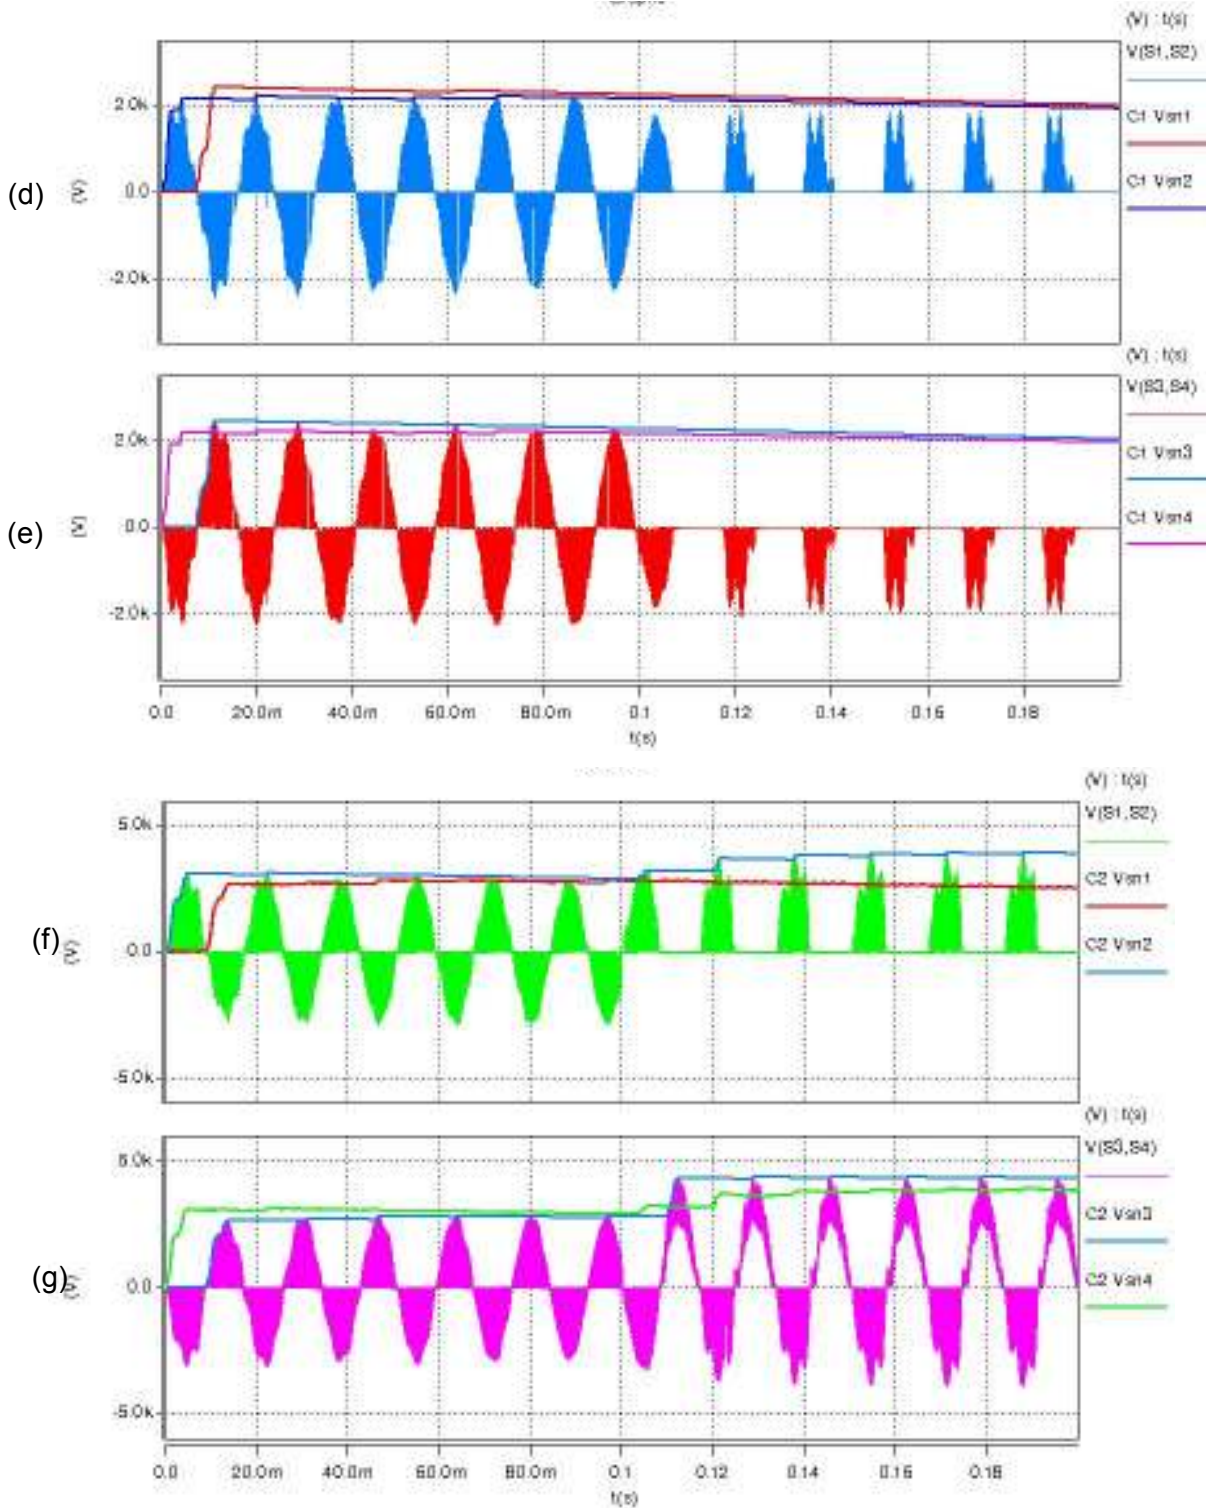 (V) : t(s)
V(S1,S2)
C1 Vsn1
C1 Vsn2
(d)
(V)
2.0k
0.0
-2.0k
(V) : t(s)
V(S3,S4)
C1 Vsn3
C1 Vsn4
(e)
(V)
2.0k
0.0
-2.0k
0.0 20.0m 40.0m 60.0m 80.0m 0.1 0.12 0.14 0.16 0.18
t(s)
(V) : t(s)
V(S1,S2)
C2 Vsn1
C2 Vsn2
(f)
(V)
5.0k
0.0
-5.0k
(V) : t(s)
V(S3,S4)
C2 Vsn3
C2 Vsn4
(g)
(V)
5.0k
0.0
-5.0k
0.0 20.0m 40.0m 60.0m 80.0m 0.1 0.12 0.14 0.16 0.18
t(s)